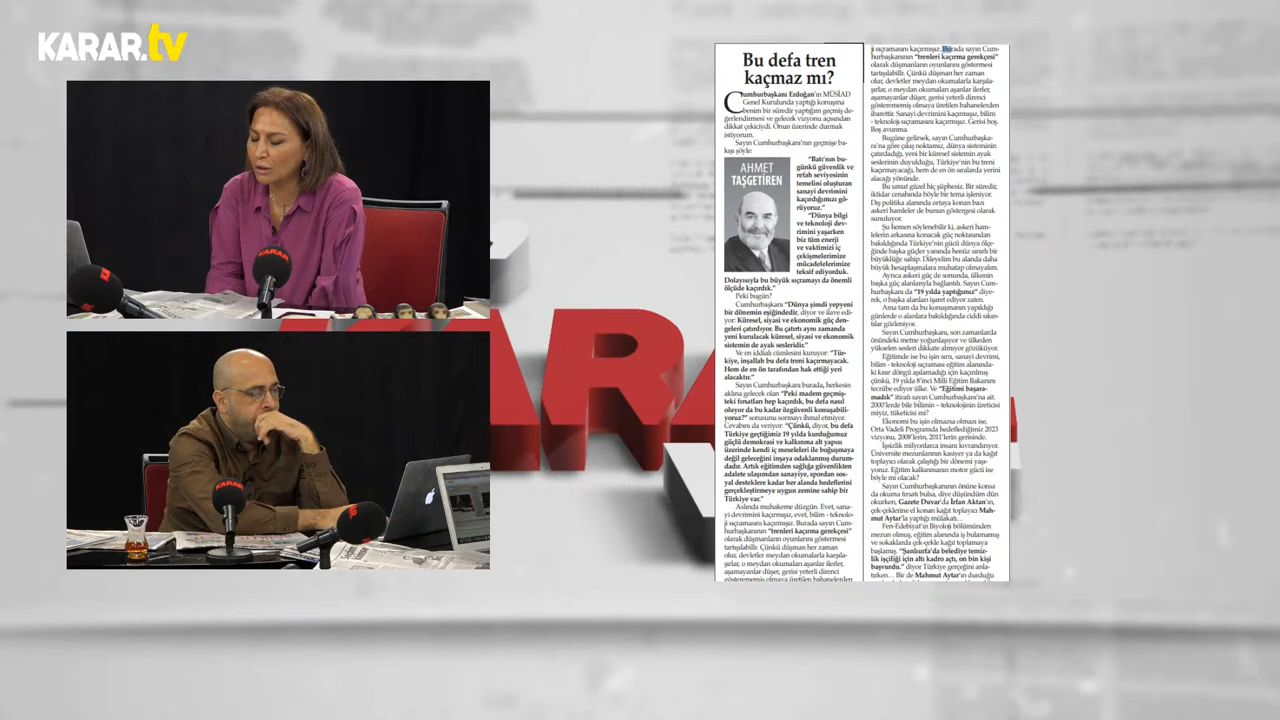 KARAR.tv
Bu defa tren
kaçmaz mı?
Cumhurbaşkanı Erdoğan'ın MÜSİAD
Genel Kurulunda yaptığı konuşma
benim bir süredir yaptığım geçmiş de-
ğerlendirmesi ve gelecek vizyonu açısından
dikkat çekiciydi. Onun üzerinde durmak
istiyorum.
Sayın Cumhurbaşkanı'nın geçmişe ba-
kışı şöyle:
AHMET
TAŞGETİREN
"Batı'nın bu-
günkü güvenlik ve
refah seviyesinin
temelini oluşturan
sanayi devrimini
kaçırdığımızı gö-
rüyoruz."
"Dünya bilgi
ve teknoloji dev-
rimini yaşarken
biz tüm enerji
ve vaktimizi iç
çekişmelerimize
mücadelelerimize
teksif ediyorduk.
Dolayısıyla bu büyük sıçramayı da önemli
ölçüde kaçırdık."
Peki bugün?
Cumhurbaşkanı "Dünya şimdi yepyeni
bir dönemin eşiğindedir, diyor ve ilave edi-
yor: Küresel, siyasi ve ekonomik güç den-
geleri çatırdıyor. Bu çatırtı aynı zamanda
yeni kurulacak küresel, siyasi ve ekonomik
sistemin de ayak sesleridir."
Ve en iddialı cümlesini kuruyor: "Tür-
kiye, inşallah bu defa treni kaçırmayacak.
Hem de en ön tarafından hak ettiği yeri
alacaktır."
Sayın Cumhurbaşkanı burada, herkesin
aklına gelecek olan "Peki madem geçmiş-
teki fırsatları hep kaçırdık, bu defa nasıl
oluyor da bu kadar özgüvenli konuşabili-
yoruz?" sorusunu sormayı ihmal etmiyor.
Cevabını da veriyor: "Çünkü, diyor, bu defa
Türkiye geçtiğimiz 19 yılda kurduğumuz
güçlü demokrasi ve kalkınma alt yapısı
üzerinde kendi iç meseleleri ile boğuşmaya
değil geleceğini inşaya odaklanmış durum-
dadır. Artık eğitimden sağlığa güvenlikten
adalete ulaşımdan sanayiye, spordan sos-
yal desteklere kadar her alanda hedeflerini
gerçekleştirmeye uygun zemine sahip bir
Türkiye var."
Aslında muhakeme düzgün. Evet, sana-
yi devrimini kaçırmışız, evet, bilim - teknolo-
ji sıçramasını kaçırmışız. Burada sayın Cum-
hurbaşkanının "trenleri kaçırma gerekçesi"
olarak düşmanların oyunlarını göstermesi
tartışılabilir. Çünkü düşman her zaman
olur, devletler meydan okumalarla karşıla-
şırlar, o meydan okumaları aşanlar ilerler,
aşamayanlar düşer, gerisi yeterli direnci
gösterememiş olmaya üretilen bahanelerden
ji sıçramasını kaçırmışız. Burada sayın Cum-
hurbaşkanının "trenleri kaçırma gerekçesi"
olarak düşmanların oyunlarını göstermesi
tartışılabilir. Çünkü düşman her zaman
olur, devletler meydan okumalarla karşıla-
şırlar, o meydan okumaları aşanlar ilerler,
aşamayanlar düşer, gerisi yeterli direnci
gösterememiş olmaya üretilen bahanelerden
ibarettir. Sanayi devrimini kaçırmışız, bilim
- teknoloji sıçramasını kaçırmışız. Gerisi boş.
Boş avunma.
Bugüne gelirsek, sayın Cumhurbaşka-
nı'na göre çıkış noktamız, dünya sisteminin
çatırdadığı, yeni bir küresel sistemin ayak
seslerinin duyulduğu, Türkiye'nin bu treni
kaçırmayacağı, hem de en ön sıralarda yerini
alacağı yönünde.
Bu umut güzel hiç şüphesiz. Bir süredir,
iktidar cenahında böyle bir tema işleniyor.
Dış politika alanında ortaya konan bazı
askeri hamleler de bunun göstergesi olarak
sunuluyor.
Şu hemen söylenebilir ki, askeri ham-
lelerin arkasına konacak güç noktasından
bakıldığında Türkiye'nin gücü dünya ölçe-
ğinde başka güçler yanında henüz sınırlı bir
büyüklüğe sahip. Dileyelim bu alanda daha
büyük hesaplaşmalara muhatap olmayalım.
Ayrıca askeri güç de sonunda, ülkenin
başka güç alanlarıyla bağlantılı. Sayın Cum-
hurbaşkanı da "19 yılda yaptığımız" diye-
rek, o başka alanları işaret ediyor zaten.
Ama tam da bu konuşmanın yapıldığı
günlerde o alanlara bakıldığında ciddi sıkın-
tılar gözleniyor.
Sayın Cumhurbaşkanı, son zamanlarda
önündeki metne yoğunlaşıyor ve ülkeden
yükselen sesleri dikkate almıyor gözüküyor.
Eğitimde ise bu işin sırrı, sanayi devrimi,
bilim - teknoloji sıçraması eğitim alanında-
ki kısır döngü aşılamadığı için kaçırılmış
çünkü, 19 yılda 8'inci Milli Eğitim Bakanını
tecrübe ediyor ülke. Ve "Eğitimi başara-
madık" itirafı sayın Cumhurbaşkanı'na ait.
2000'lerde bile bilimin – teknolojinin üreticisi
miyiz, tüketicisi mi?
Ekonomi bu işin olmazsa olmazı ise,
Orta Vadeli Programda hedeflediğimiz 2023
vizyonu, 2008'lerin, 2011'lerin gerisinde.
İşsizlik milyonlarca insanı kıvrandırıyor.
Üniversite mezunlarının kasiyer ya da kağıt
toplayıcı olarak çalıştığı bir dönemi yaşı-
yoruz. Eğitim kalkınmanın motor gücü ise
böyle mi olacak?
Sayın Cumhurbaşkanının önüne konsa
da okuma fırsatı bulsa, diye düşündüm dün
okurken, Gazete Duvar'da İrfan Aktan'ın,
çek-çeklerine el konan kağıt toplayıcı Mah-
mut Aytar'la yaptığı mülakatı…
Fen-Edebiyat'ın Biyoloji bölümünden
mezun olmuş, eğitim alanında iş bulamamış
ve sokaklarda çek-çekle kağıt toplamaya
başlamış. "Şanlıurfa'da belediye temiz-
lik işçiliği için altı kadro açtı, on bin kişi
başvurdu." diyor Türkiye gerçeğini anla-
tırken… Bir de Mahmut Aytar'ın durduğu